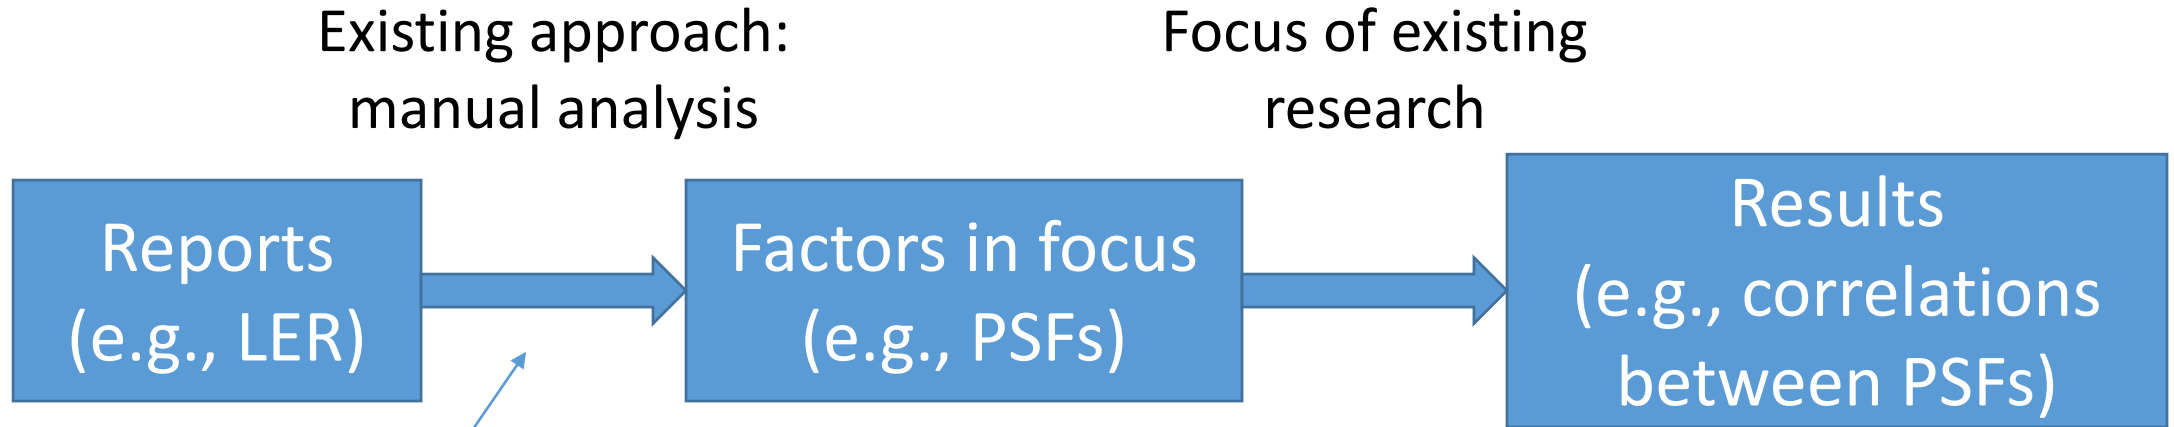 Existing approach:
manual analysis
Focus of existing
research
Reports
(e.g., LER)
Factors in focus
(e.g., PSFs)
Results
(e.g., correlations
between PSFs)